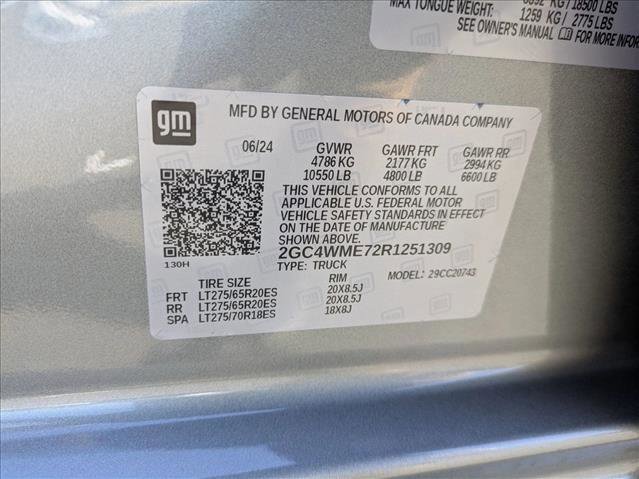 KG / 18500 LBS
MAX TONGUE WEIGHT: 1259 KG / 2775 LBS
SEE OWNER'S MANUAL FOR MORE INFOR
gm
MFD BY GENERAL MOTORS OF CANADA COMPANY
06/24 GVWR GAWR FRT GAWR RR
4786 KG 2177 KG 2994 KG
10550 LB 4800 LB 6600 LB
THIS VEHICLE CONFORMS TO ALL
APPLICABLE U.S. FEDERAL MOTOR
VEHICLE SAFETY STANDARDS IN EFFECT
ON THE DATE OF MANUFACTURE
SHOWN ABOVE.
130H
2GC4WME72R1251309
TYPE: TRUCK MODEL: 29CC20743
TIRE SIZE RIM
FRT LT275/65R20ES 20X8.5J
RR LT275/65R20ES 20X8.5J
SPA LT275/70R18ES 18X8J